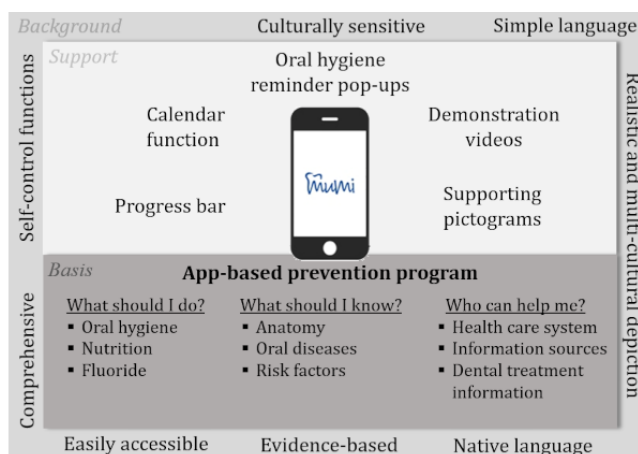 Background
Culturally sensitive
Simple language
Support
Oral hygiene
reminder pop-ups
Self-control functions
Calendar
function
Demonstration
videos
Realistic and multi-cultural depiction
mumi
Progress bar
Supporting
pictograms
Basis
App-based prevention program
Comprehensive
What should I do?
▪ Oral hygiene
▪ Nutrition
▪ Fluoride
What should I know?
▪ Anatomy
▪ Oral diseases
▪ Risk factors
Who can help me?
▪ Health care system
▪ Information sources
▪ Dental treatment
information
Easily accessible
Evidence-based
Native language